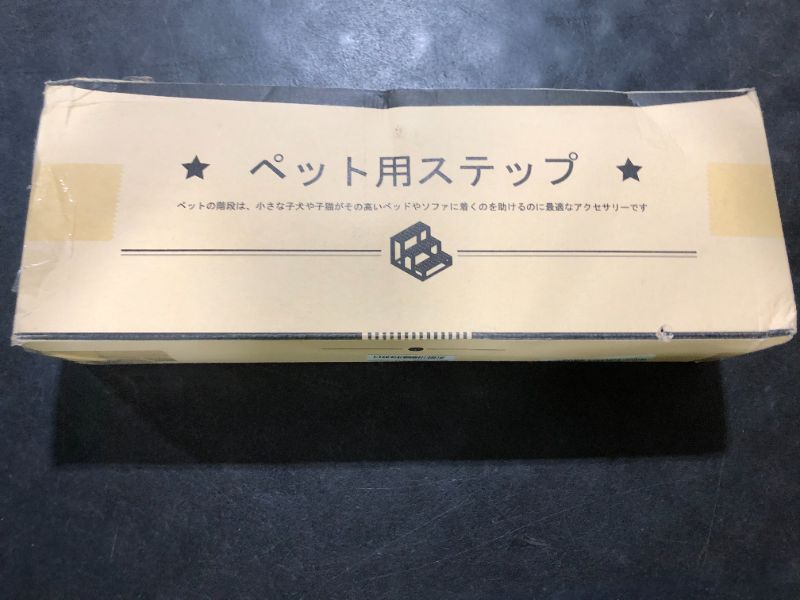 ★ ペット用ステップ ★
ペットの階段は、小さな子犬や子猫がその高いベッドやソファに着くのを助けるのに最適なアクセサリーです